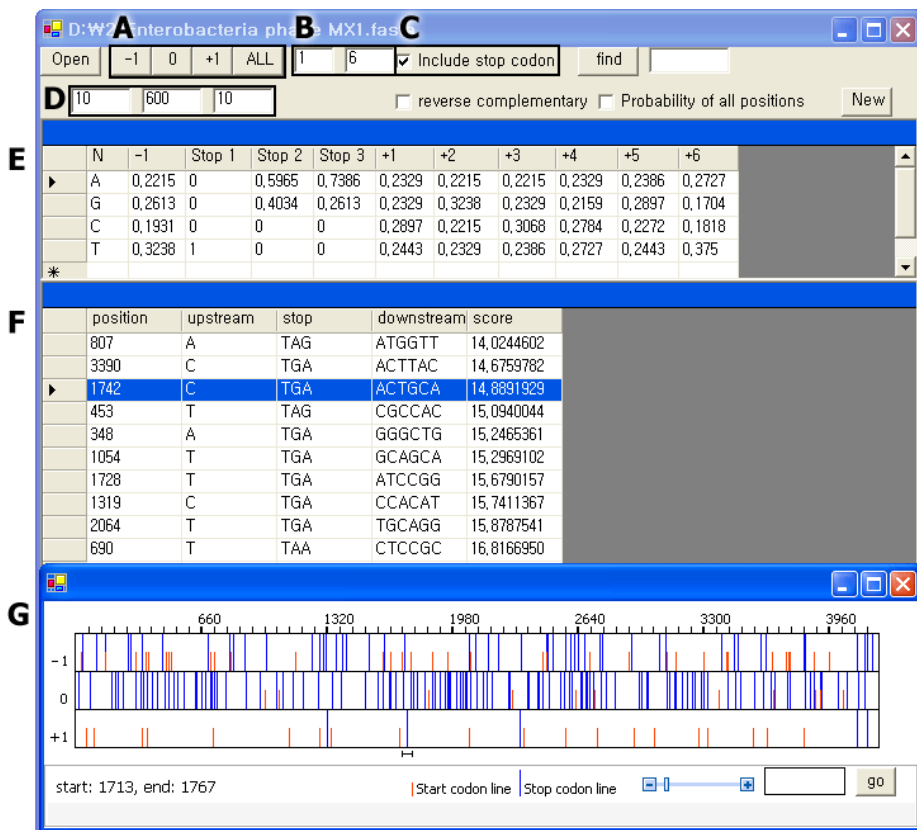 A B C
D:\2. Enterobacteria phage MX1.fasta
Open -1 0 +1 ALL 1 6 Include stop codon find
D 10 600 10 reverse complementary Probability of all positions New
E
N -1 Stop 1 Stop 2 Stop 3 +1 +2 +3 +4 +5 +6
A 0,2215 0 0,5965 0,7386 0,2329 0,2215 0,2215 0,2329 0,2386 0,2727
G 0,2613 0 0,4034 0,2613 0,2329 0,3238 0,2329 0,2159 0,2897 0,1704
C 0,1931 0 0 0 0,2897 0,2215 0,3068 0,2784 0,2272 0,1818
T 0,3238 1 0 0 0,2443 0,2329 0,2386 0,2727 0,2443 0,375
F
position upstream stop downstream score
807 A TAG ATGGTT 14,0244602
3390 C TGA ACTTAC 14,6759782
1742 C TGA ACTGCA 14,8891929
453 T TAG CGCCAC 15,0940044
348 A TGA GGGCTG 15,2465361
1054 T TGA GCAGCA 15,2969102
1728 T TGA ATCCGG 15,6790157
1319 C TGA CCACAT 15,7411367
2064 T TGA TGCAGG 15,8787541
690 T TAA CTCCGC 16,8166950
G
660 1320 1980 2640 3300 3960
-1
0
+1
start: 1713, end: 1767 Start codon line Stop codon line go